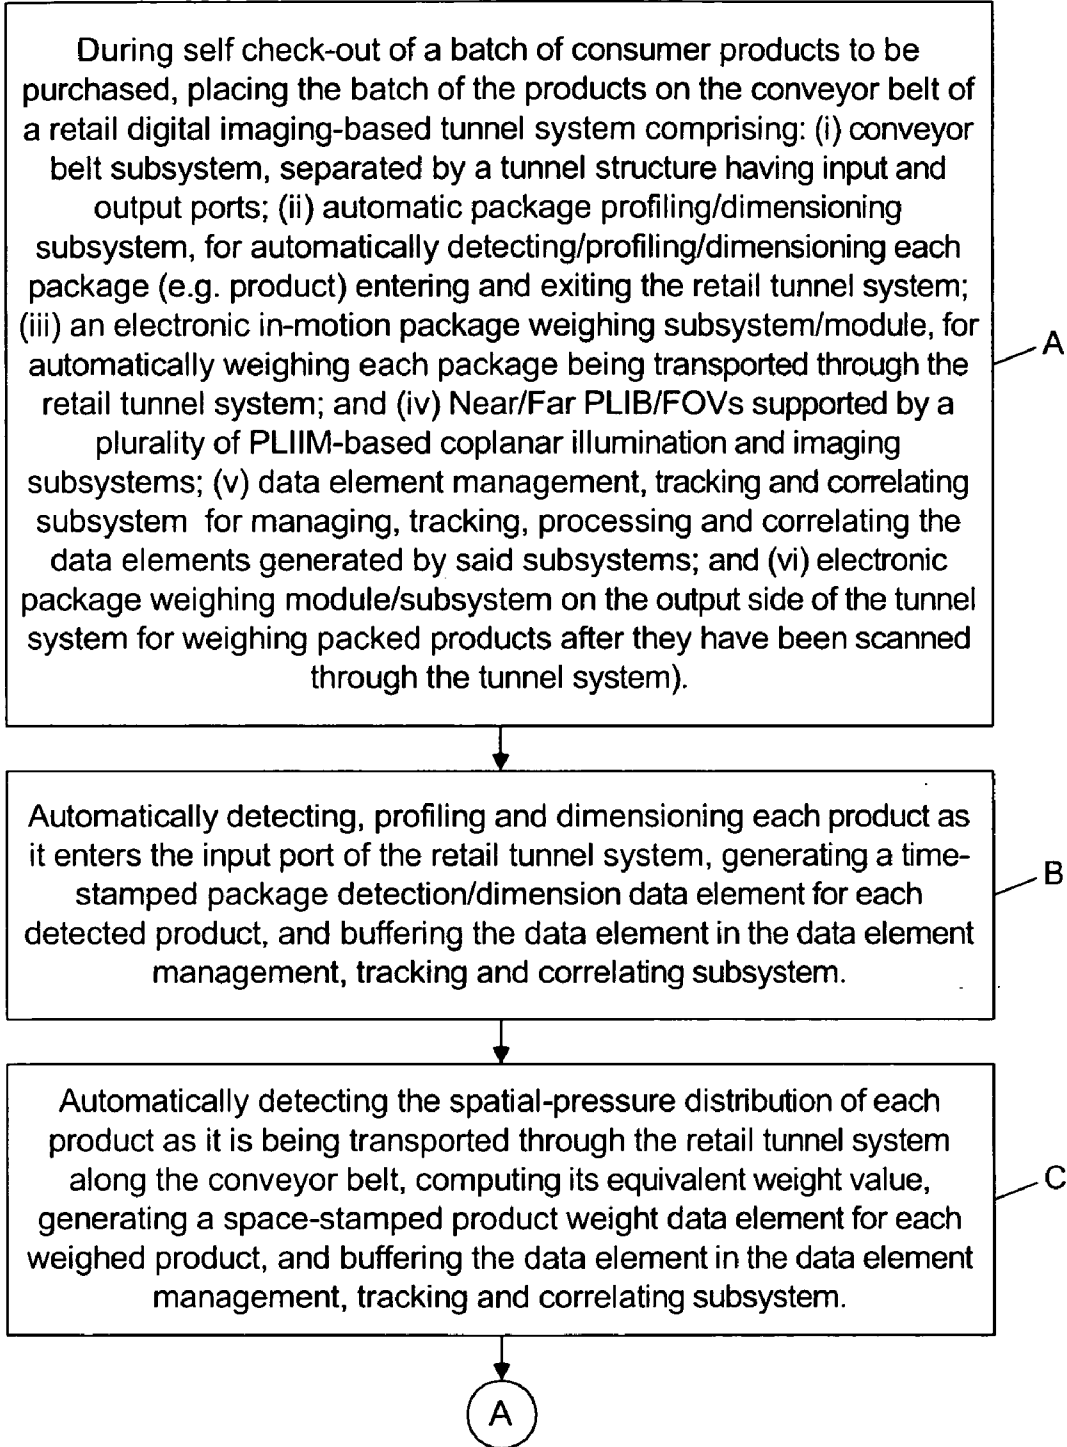 During self check-out of a batch of consumer products to be
purchased, placing the batch of the products on the conveyor belt of
a retail digital imaging-based tunnel system comprising: (i) conveyor
belt subsystem, separated by a tunnel structure having input and
output ports; (ii) automatic package profiling/dimensioning
subsystem, for automatically detecting/profiling/dimensioning each
package (e.g. product) entering and exiting the retail tunnel system;
(iii) an electronic in-motion package weighing subsystem/module, for
automatically weighing each package being transported through the
retail tunnel system; and (iv) Near/Far PLIB/FOVs supported by a
plurality of PLIIM-based coplanar illumination and imaging
subsystems; (v) data element management, tracking and correlating
subsystem for managing, tracking, processing and correlating the
data elements generated by said subsystems; and (vi) electronic
package weighing module/subsystem on the output side of the tunnel
system for weighing packed products after they have been scanned
through the tunnel system).
A
Automatically detecting, profiling and dimensioning each product as
it enters the input port of the retail tunnel system, generating a time-
stamped package detection/dimension data element for each
detected product, and buffering the data element in the data element
management, tracking and correlating subsystem.
B
Automatically detecting the spatial-pressure distribution of each
product as it is being transported through the retail tunnel system
along the conveyor belt, computing its equivalent weight value,
generating a space-stamped product weight data element for each
weighed product, and buffering the data element in the data element
management, tracking and correlating subsystem.
C
A